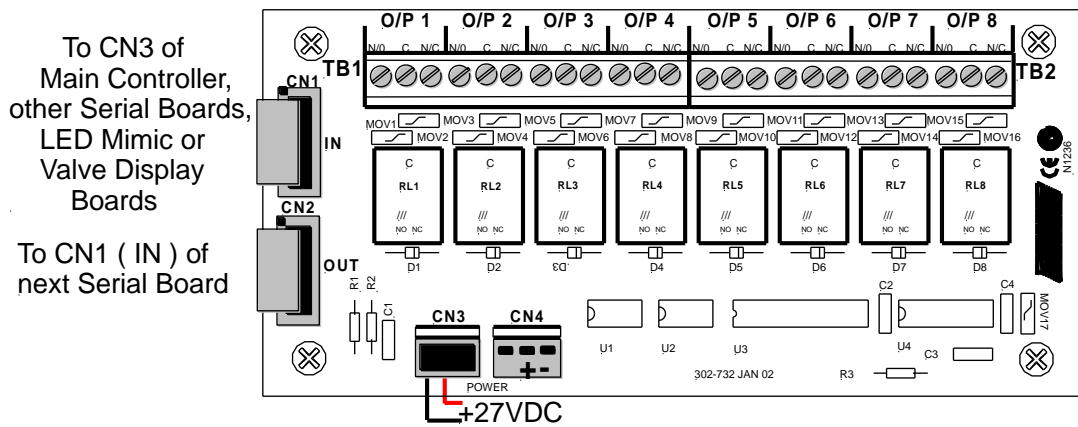 O/P 1 O/P 2 O/P 3 O/P 4 O/P 5 O/P 6 O/P 7 O/P 8
N/0 C N/C N/0 C N/C N/0 C N/C N/0 C N/C N/0 C N/C N/0 C N/C N/0 C N/C N/0 C N/C
TB1
TB2
To CN3 of
Main Controller,
other Serial Boards,
LED Mimic or
Valve Display
Boards
CN1
IN
MOV1 MOV3 MOV5 MOV7 MOV9 MOV11 MOV13 MOV15
MOV2 MOV4 MOV6 MOV8 MOV10 MOV12 MOV14 MOV16
N1236
CE
C C C C C C C C
RL1 RL2 RL3 RL4 RL5 RL6 RL7 RL8
NO NC NO NC NO NC NO NC NO NC NO NC NO NC NO NC
D1 D2 D3 D4 D5 D6 D7 D8
CN2
OUT
To CN1 ( IN ) of
next Serial Board
R1 R2 C1
CN3 CN4
+ -
POWER
+27VDC
U1 U2 U3 C2 U4 C4 MOV17
C3
R3
302-732 JAN 02